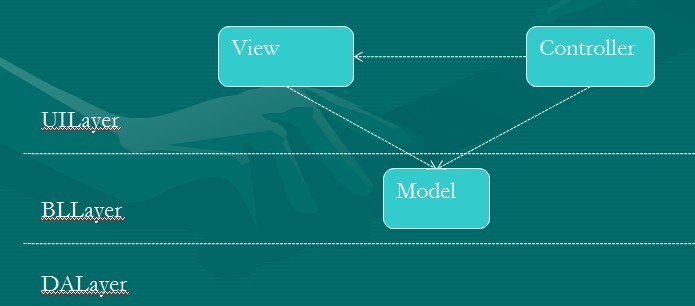 View
Controller
UILayer
Model
BLLayer
DALayer